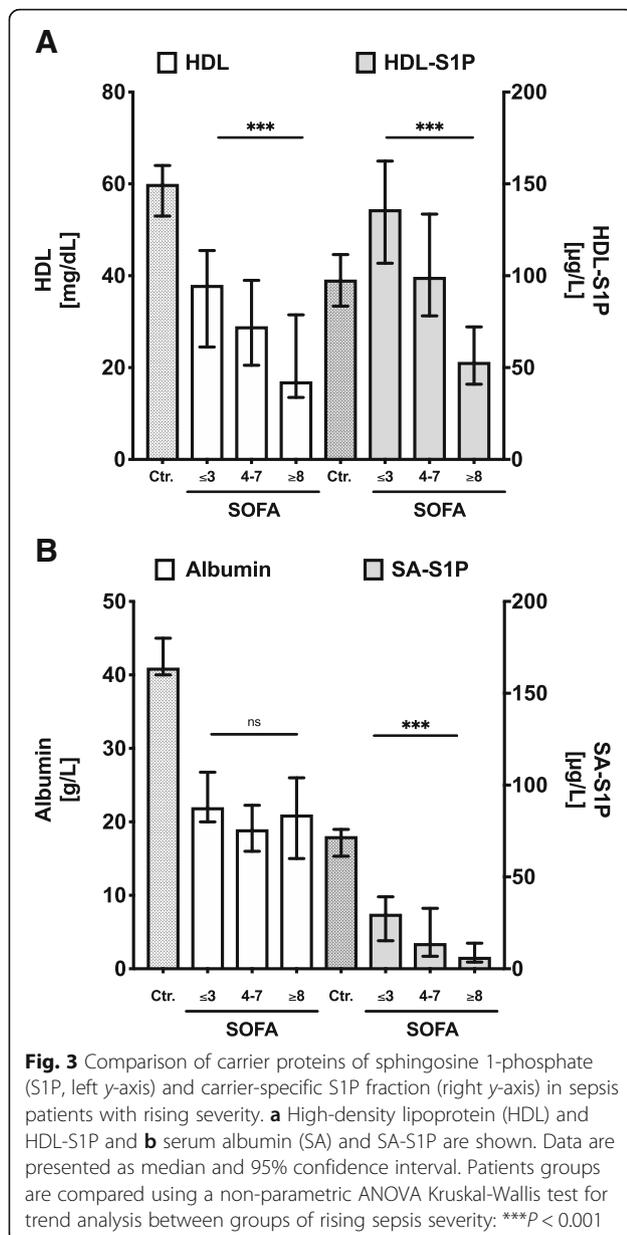 A
HDL
HDL-S1P
80
60
40
20
0
HDL
[mg/dL]
***
***
200
150
100
50
0
HDL-S1P
[µg/L]
Ctr.
≤3
4-7
≥8
Ctr.
≤3
4-7
≥8
SOFA
SOFA
B
Albumin
SA-S1P
50
40
30
20
10
0
Albumin
[g/L]
ns
***
200
150
100
50
0
SA-S1P
[µg/L]
Ctr.
≤3
4-7
≥8
Ctr.
≤3
4-7
≥8
SOFA
SOFA
Fig. 3 Comparison of carrier proteins of sphingosine 1-phosphate
(S1P, left y-axis) and carrier-specific S1P fraction (right y-axis) in sepsis
patients with rising severity. a High-density lipoprotein (HDL) and
HDL-S1P and b serum albumin (SA) and SA-S1P are shown. Data are
presented as median and 95% confidence interval. Patients groups
are compared using a non-parametric ANOVA Kruskal-Wallis test for
trend analysis between groups of rising sepsis severity: ***P < 0.001